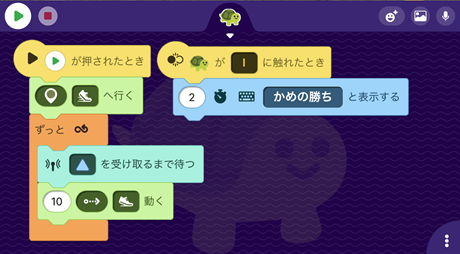 が押されたとき
へ行く
ずっと
を受け取るまで待つ
10 動く
が I に触れたとき
2 かめの勝ち と表示する